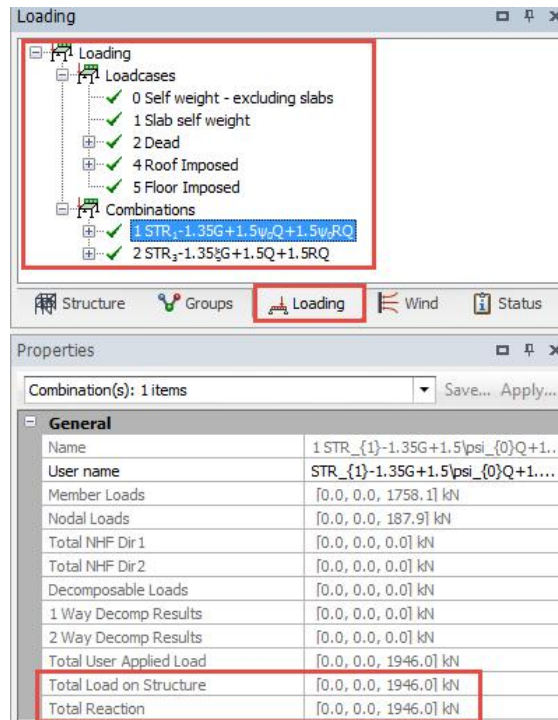 Loading
Loading
Loadcases
0 Self weight - excluding slabs
1 Slab self weight
2 Dead
4 Roof Imposed
5 Floor Imposed
Combinations
1 STR₁-1.35G+1.5ψ₀Q+1.5ψ₀RQ
2 STR₃-1.35ξG+1.5Q+1.5RQ
Structure Groups Loading Wind Status
Properties
Combination(s): 1 items Save... Apply...
General
Name 1 STR_{1}-1.35G+1.5\psi_{0}Q+1..
User name STR_{1}-1.35G+1.5\psi_{0}Q+1....
Member Loads [0.0, 0.0, 1758.1] kN
Nodal Loads [0.0, 0.0, 187.9] kN
Total NHF Dir1 [0.0, 0.0, 0.0] kN
Total NHF Dir2 [0.0, 0.0, 0.0] kN
Decomposable Loads [0.0, 0.0, 0.0] kN
1 Way Decomp Results [0.0, 0.0, 0.0] kN
2 Way Decomp Results [0.0, 0.0, 0.0] kN
Total User Applied Load [0.0, 0.0, 1946.0] kN
Total Load on Structure [0.0, 0.0, 1946.0] kN
Total Reaction [0.0, 0.0, 1946.0] kN